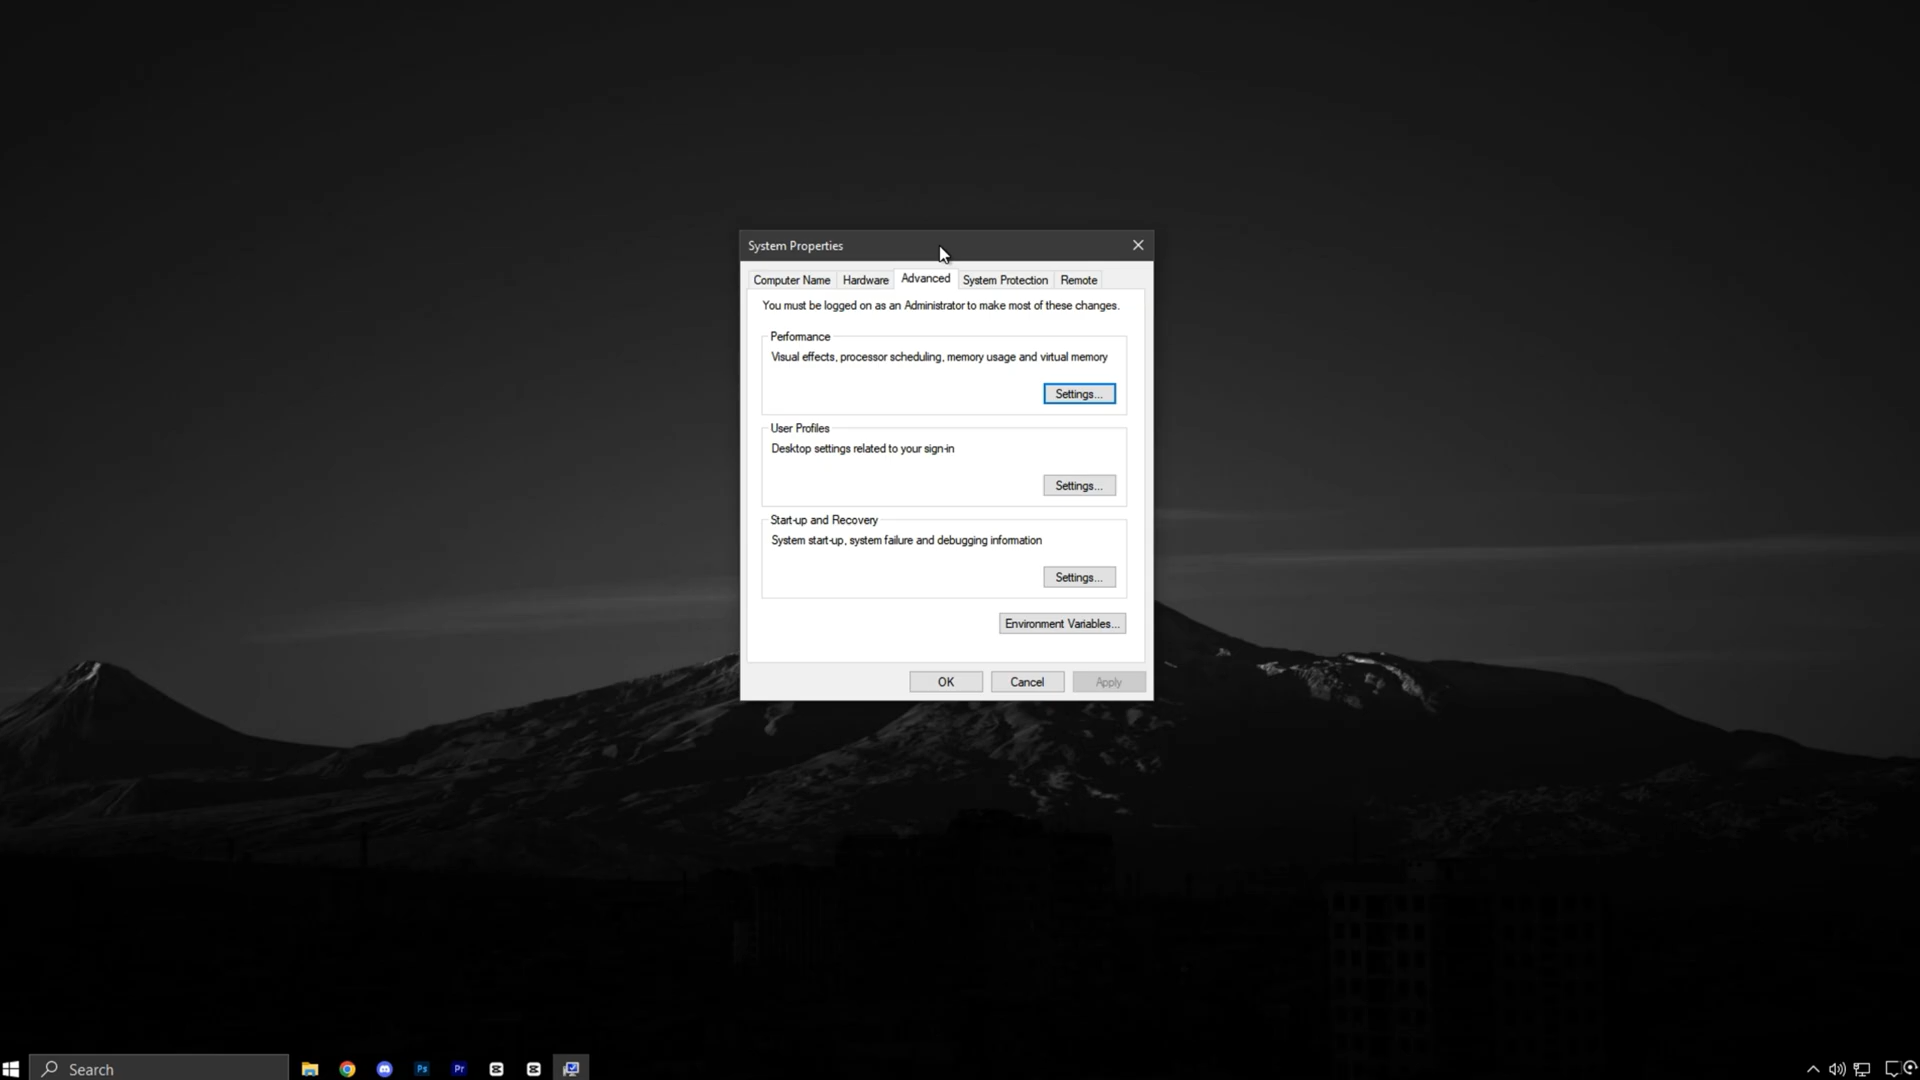 System Properties
Computer Name
Hardware
Advanced
System Protection
Remote
You must be logged on as an Administrator to make most of these changes.
Performance
Visual effects, processor scheduling, memory usage and virtual memory
Settings...
User Profiles
Desktop settings related to your sign-in
Settings...
Start-up and Recovery
System start-up, system failure and debugging information
Settings...
Environment Variables...
OK
Cancel
Apply
Search
Ps
Pr